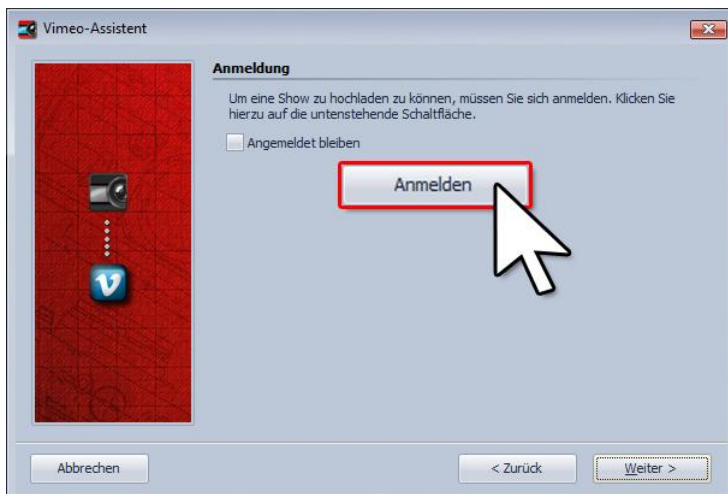 Vimeo-Assistent
Anmeldung
Um eine Show zu hochladen zu können, müssen Sie sich anmelden. Klicken Sie
hierzu auf die untenstehende Schaltfläche.
Angemeldet bleiben
Anmelden
Abbrechen
< Zurück
Weiter >